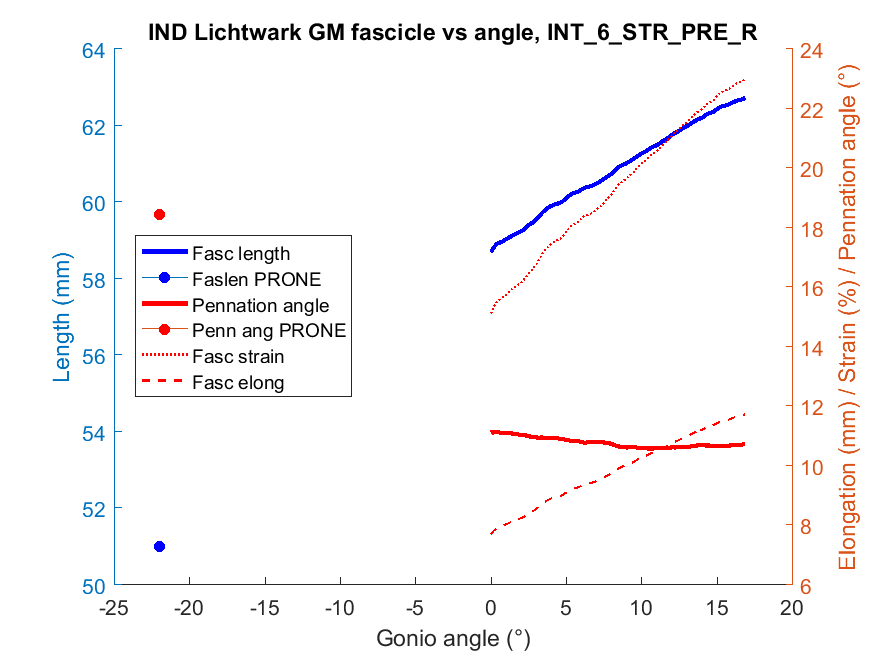 IND Lichtwark GM fascicle vs angle, INT_6_STR_PRE_R
64
62
60
58
56
54
52
50
Length (mm)
24
22
20
18
16
14
12
10
8
6
Elongation (mm) / Strain (%) / Pennation angle (°)
Fasc length
Faslen PRONE
Pennation angle
Penn ang PRONE
Fasc strain
Fasc elong
-25 -20 -15 -10 -5 0 5 10 15 20
Gonio angle (°)